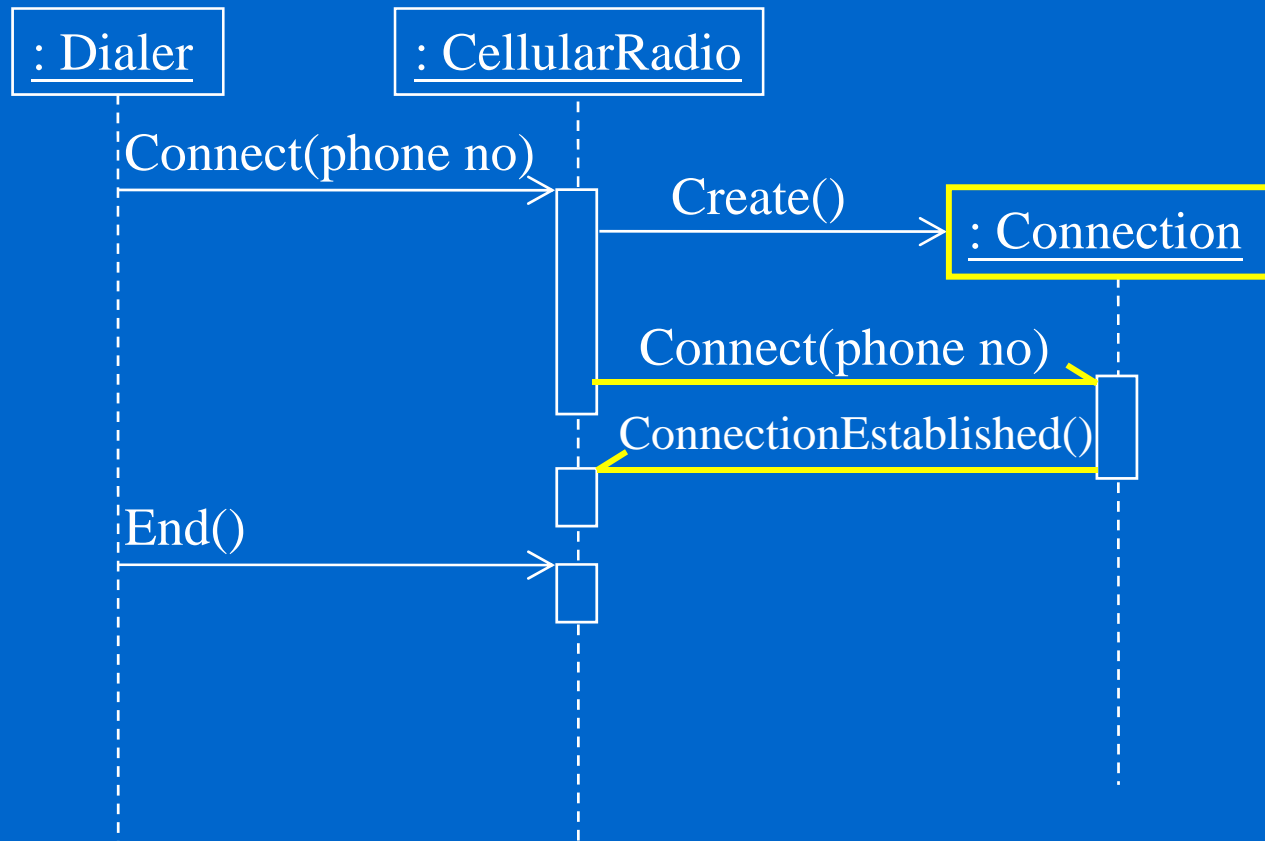 : Dialer
: CellularRadio
Connect(phone no)
Create()
: Connection
Connect(phone no)
ConnectionEstablished()
End()